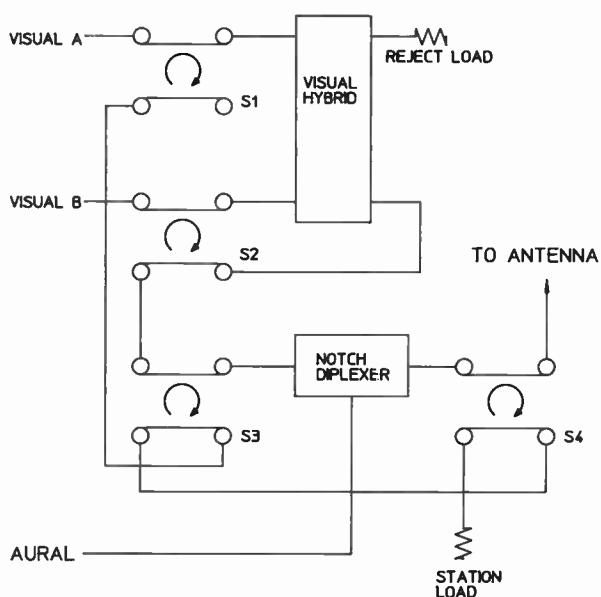 VISUAL A
VISUAL
HYBRID
REJECT LOAD
S1
VISUAL B
S2
TO ANTENNA
NOTCH
DIPLEXER
S3
S4
AURAL
STATION
LOAD